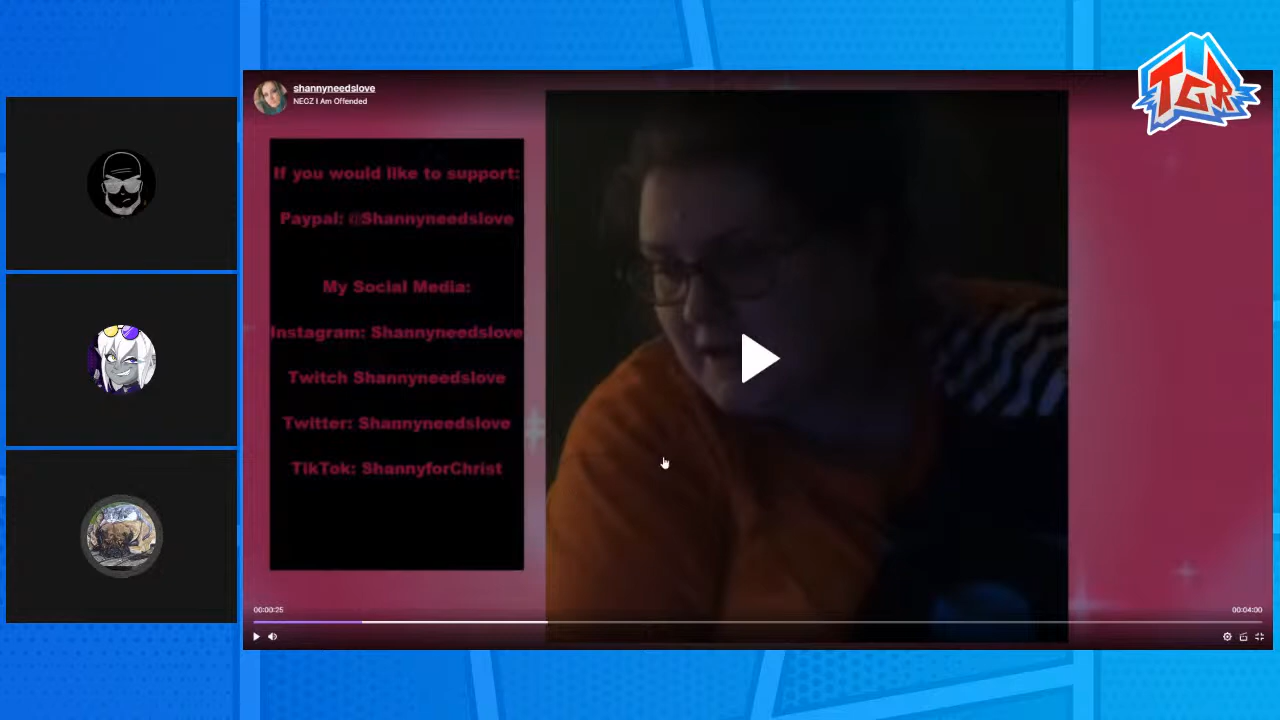 shannyneedslove
NECZ I Am Offended
TGR
If you would like to support:
Paypal: @Shannyneedslove
My Social Media:
Instagram: Shannyneedslove
Twitch Shannyneedslove
Twitter: Shannyneedslove
TikTok: ShannyforChrist
00:00:25
00:04:00